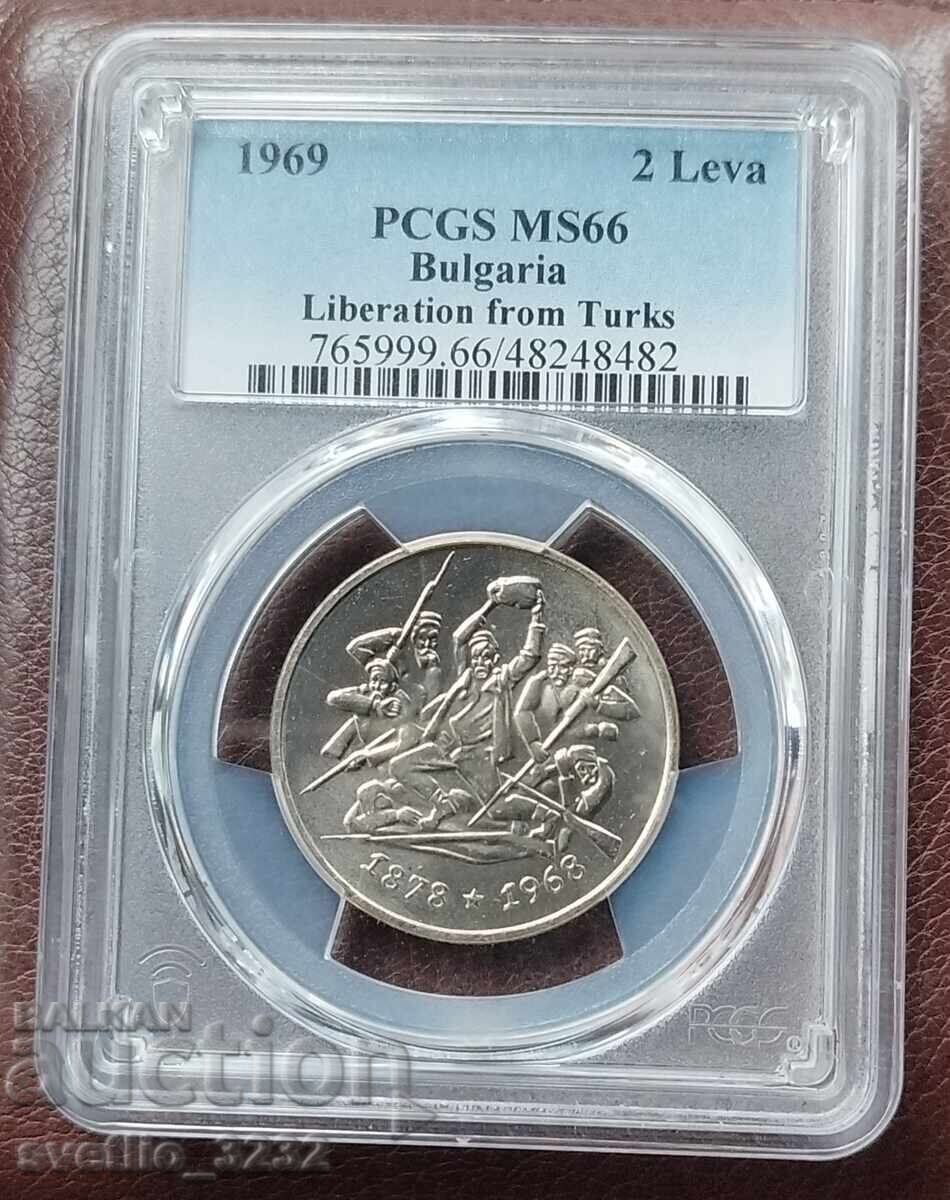 1969 2 Leva
PCGS MS66
Bulgaria
Liberation from Turks
765999.66/48248482
1878 ★ 1968
PCGS
BALKAN
auction
svetlio_3232